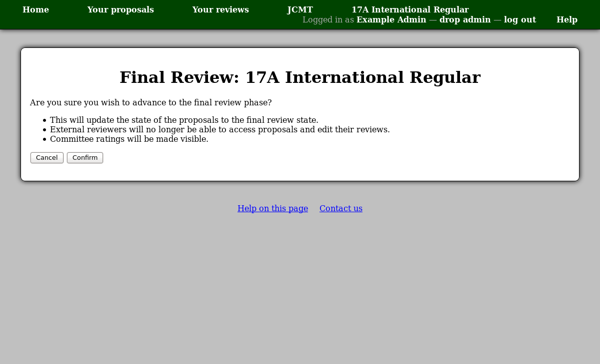 Home Your proposals Your reviews JCMT 17A International Regular
Logged in as Example Admin — drop admin — log out Help
Final Review: 17A International Regular
Are you sure you wish to advance to the final review phase?
• This will update the state of the proposals to the final review state.
• External reviewers will no longer be able to access proposals and edit their reviews.
• Committee ratings will be made visible.
Cancel Confirm
Help on this page Contact us